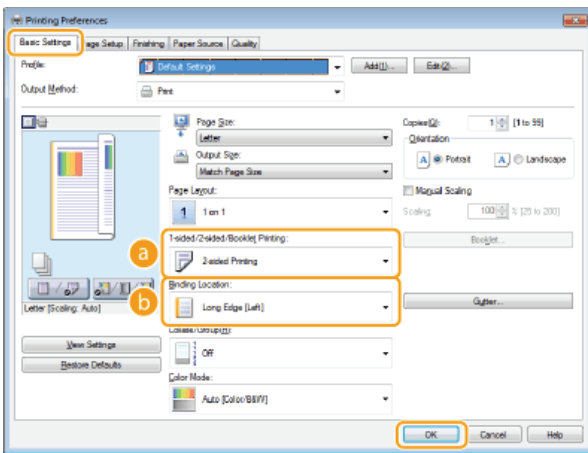 Printing Preferences
Basic Settings Page Setup Finishing Paper Source Quality
Profile: Default Settings Add(1)... Edit(2)...
Output Method: Print
Page Size:
Letter
Output Size:
Match Page Size
Page Layout:
1 1 on 1
1-sided/2-sided/Booklet Printing:
a 2-sided Printing
Binding Location:
b Long Edge [Left]
Collate/Group(H):
Off
Color Mode:
Auto [Color/B&W]
Copies(Q): 1 [1 to 99]
Orientation
A Portrait A Landscape
Manual Scaling
Scaling: 100 % [25 to 200]
Booklet...
Gutter...
Letter [Scaling: Auto]
View Settings
Restore Defaults
OK Cancel Help